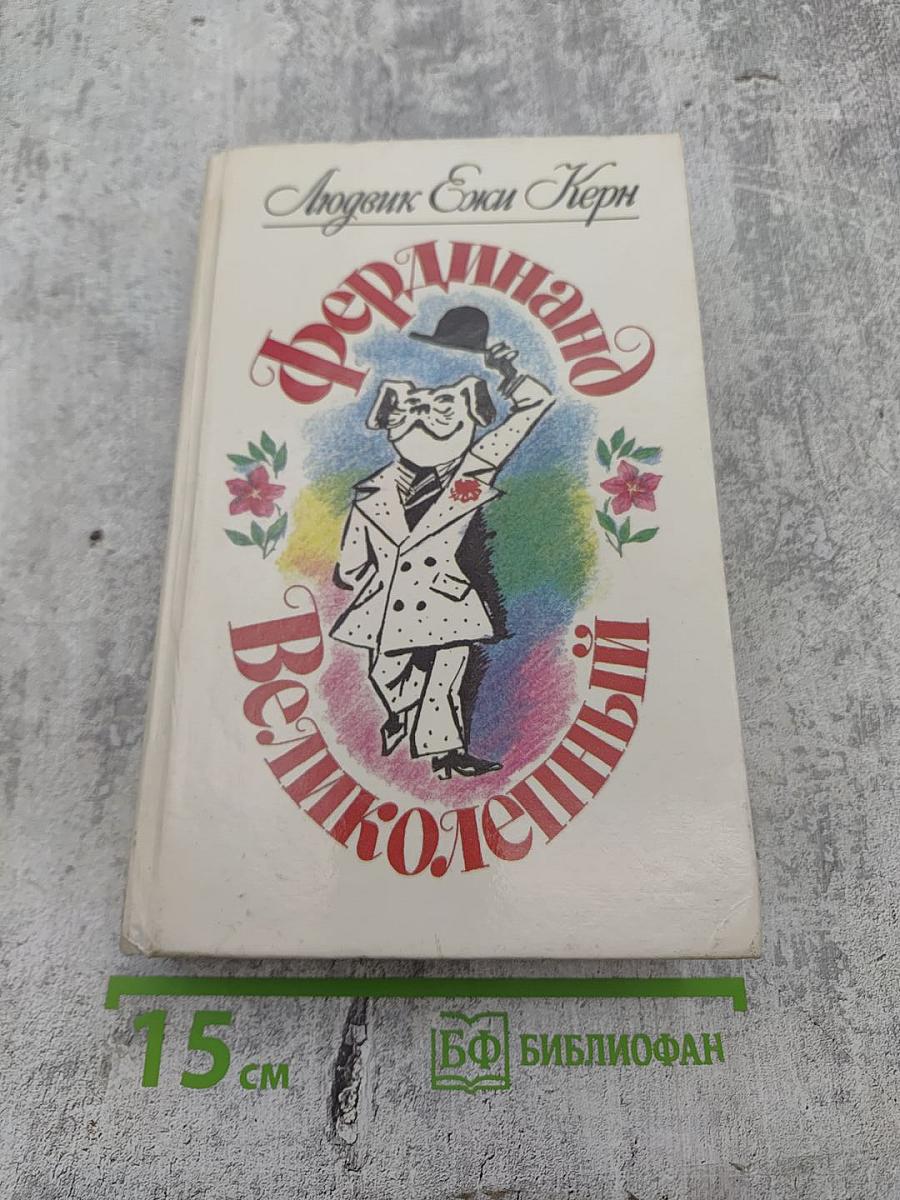 Людвик Ежи Керн
Фердинанд
Великолепный
15 см
БФ БИБЛИОФАН